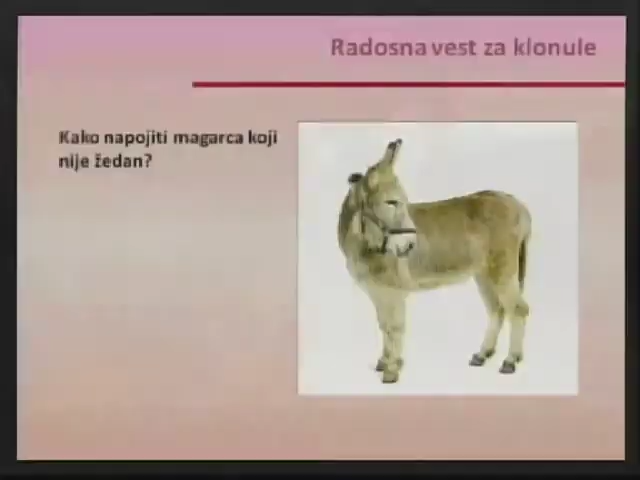 Radosna vest za klonule
Kako napojiti magarca koji
nije žedan?